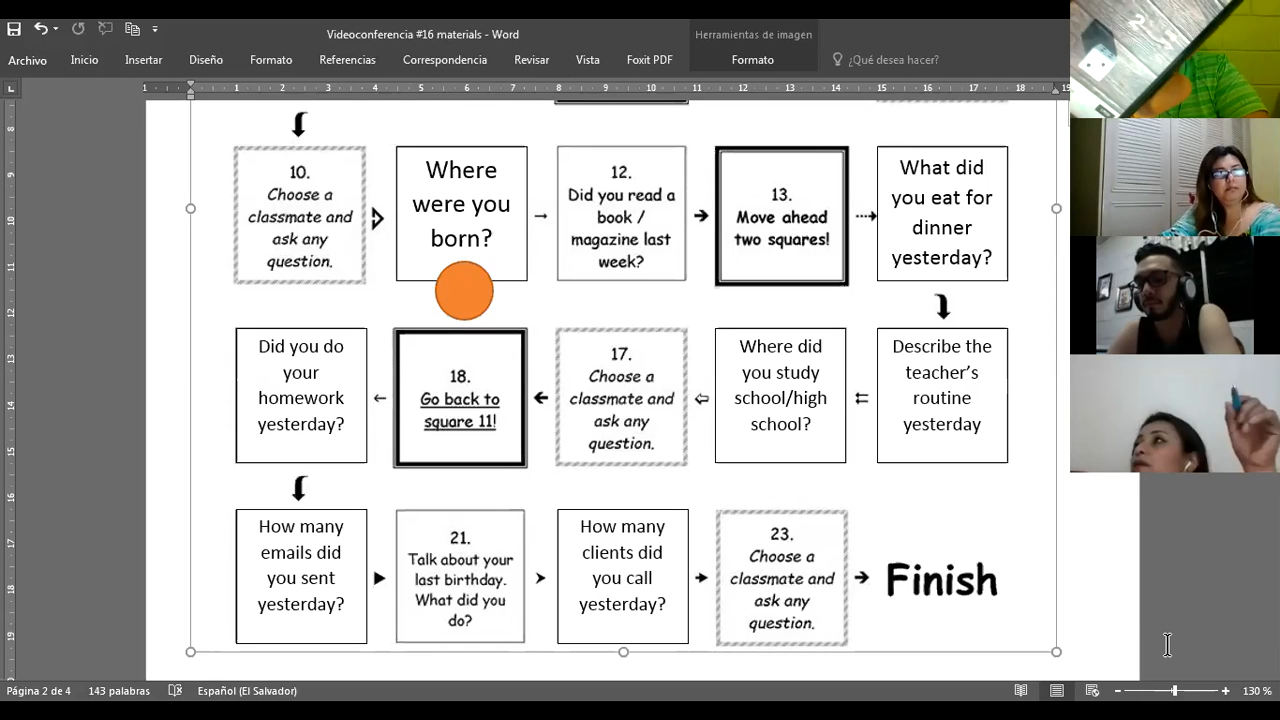 Videoconferencia #16 materials - Word
Herramientas de imagen
Archivo Inicio Insertar Diseño Formato Referencias Correspondencia Revisar Vista Foxit PDF Formato ¿Qué desea hacer?
10.
Choose a
classmate and
ask any
question.
Where
were you
born?
12.
Did you read a
book /
magazine last
week?
13.
Move ahead
two squares!
What did
you eat for
dinner
yesterday?
Did you do
your
homework
yesterday?
18.
Go back to
square 11!
17.
Choose a
classmate and
ask any
question.
Where did
you study
school/high
school?
Describe the
teacher's
routine
yesterday
How many
emails did
you sent
yesterday?
21.
Talk about your
last birthday.
What did you
do?
How many
clients did
you call
yesterday?
23.
Choose a
classmate and
ask any
question.
Finish
Página 2 de 4 143 palabras Español (El Salvador) 130 %